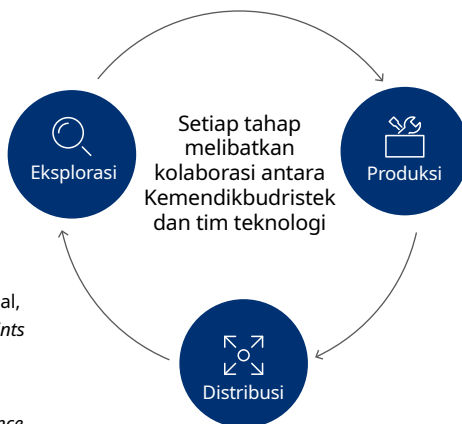 Setiap tahap
melibatkan
kolaborasi antara
Kemendikbudristek
dan tim teknologi
Eksplorasi
Produksi
Distribusi